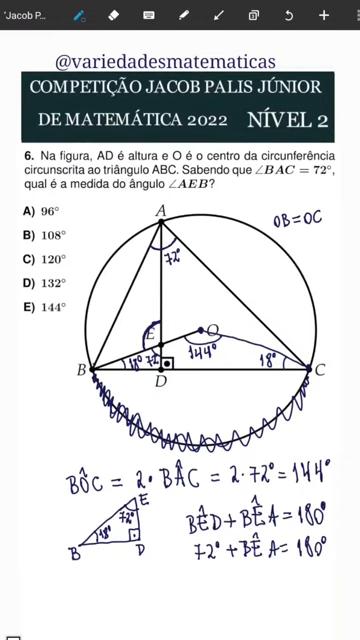 'Jacob P...
@variedadesmatematicas
COMPETIÇÃO JACOB PALIS JÚNIOR
DE MATEMÁTICA 2022 NÍVEL 2
6. Na figura, AD é altura e O é o centro da circunferência
circunscrita ao triângulo ABC. Sabendo que ∠BAC = 72°,
qual é a medida do ângulo ∠AEB?
A) 96°
B) 108°
C) 120°
D) 132°
E) 144°
A
OB=OC
72°
E
O
144°
B
18°
72°
18°
C
D
BÔC = 2·BÂC = 2·72° = 144°
E
72°
18°
B
D
BÊD + BÊA = 180°
72° + BÊA = 180°